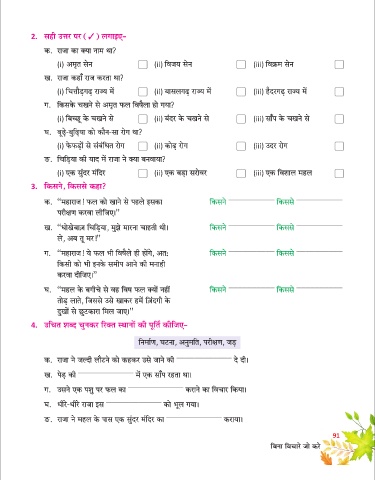 2. सही उत्तर पर (✓) लगाइए-
क. राजा का क्या नाम था?
(i) अमृत सेन (ii) विजय सेन (iii) विक्रम सेन
ख. राजा कहाँ राज करता था?
(i) चित्तौड़गढ़ राज्य में (ii) चासलगढ़ राज्य में (iii) हैदरगढ़ राज्य में
ग. किसके चखने से अमृत फल विषैला हो गया?
(i) बिच्छू के चखने से (ii) बंदर के चखने से (iii) साँप के चखने से
घ. बूढ़े-बुढ़िया को कौन-सा रोग था?
(i) फेफड़ों से संबंधित रोग (ii) कोढ़ रोग (iii) उदर रोग
ङ. चिड़िया की याद में राजा ने क्या बनवाया?
(i) एक सुंदर मंदिर (ii) एक बड़ा सरोवर (iii) एक विशाल महल
3. किसने, किससे कहा?
क. “महाराज! फल को खाने से पहले इसका किसने किससे
परीक्षण करवा लीजिए।”
ख. “धोखेबाज़ चिड़िया, मुझे मारना चाहती थी। किसने किससे
ले, अब तू मर!”
ग. “महाराज! ये फल भी विषैले ही होंगे, अतः किसने किससे
किसी को भी इनके समीप आने की मनाही
करवा दीजिए।”
घ. “महल के बगीचे से वह विष फल क्यों नहीं किसने किससे
तोड़ लाते, जिससे उसे खाकर हमें ज़िंदगी के
दुखों से छुटकारा मिल जाए।”
4. उचित शब्द चुनकर रिक्त स्थानों की पूर्ति कीजिए-
निर्माण, घटना, अनुमति, परीक्षण, जड़
क. राजा ने जल्दी लौटने को कहकर उसे जाने की दे दी।
ख. पेड़ की में एक साँप रहता था।
ग. उसने एक पशु पर फल का कराने का विचार किया।
घ. धीरे-धीरे राजा इस को भूल गया।
ङ. राजा ने महल के पास एक सुंदर मंदिर का कराया।
91
बिना विचारे जो करे